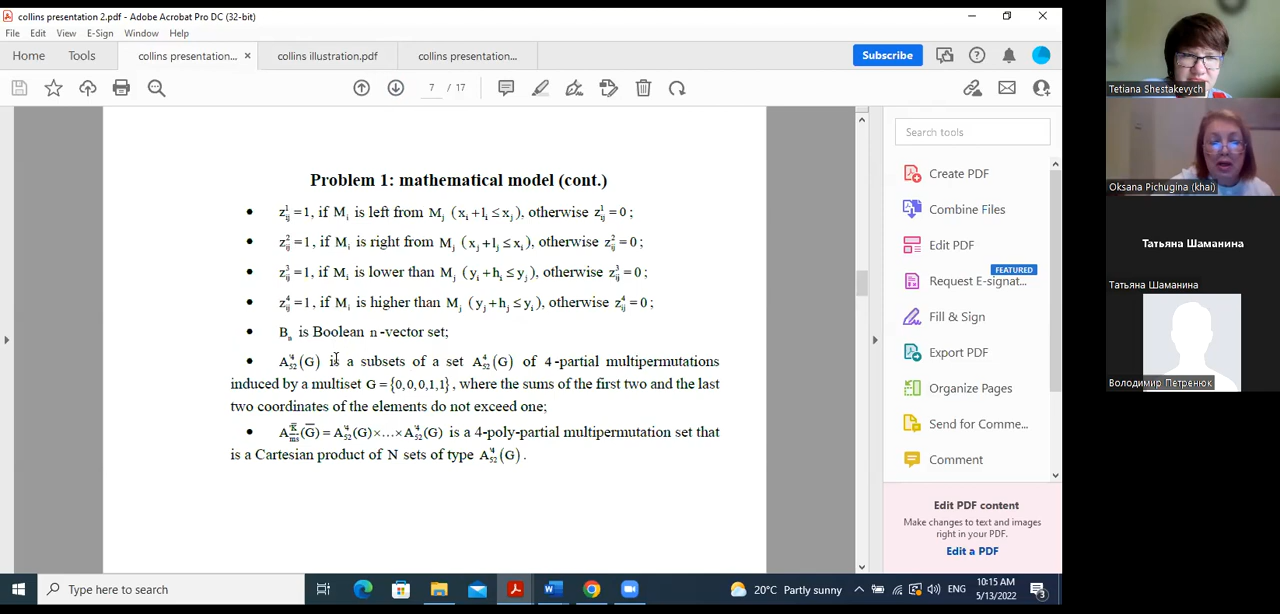 collins presentation 2.pdf - Adobe Acrobat Pro DC (32-bit)
File Edit View E-Sign Window Help
Home Tools collins presentation... × collins illustration.pdf collins presentation... Subscribe
7 / 17
Problem 1: mathematical model (cont.)
• z¹ᵢⱼ = 1, if Mᵢ is left from Mⱼ (xᵢ + lᵢ ≤ xⱼ), otherwise z¹ᵢⱼ = 0;
• z²ᵢⱼ = 1, if Mᵢ is right from Mⱼ (xⱼ + lⱼ ≤ xᵢ), otherwise z²ᵢⱼ = 0;
• z³ᵢⱼ = 1, if Mᵢ is lower than Mⱼ (yᵢ + hᵢ ≤ yⱼ), otherwise z³ᵢⱼ = 0;
• z⁴ᵢⱼ = 1, if Mᵢ is higher than Mⱼ (yⱼ + hⱼ ≤ yᵢ), otherwise z⁴ᵢⱼ = 0;
• Bₙ is Boolean n-vector set;
• A'⁴₅₂(G) is a subsets of a set A⁴₅₂(G) of 4-partial multipermutations
induced by a multiset G = {0,0,0,1,1}, where the sums of the first two and the last
two coordinates of the elements do not exceed one;
• (G̅) = A'⁴₅₂(G)×...×A'⁴₅₂(G) is a 4-poly-partial multipermutation set that
is a Cartesian product of N sets of type A'⁴₅₂(G).
Search tools
Create PDF
Combine Files
Edit PDF
FEATURED
Request E-signat...
Fill & Sign
Export PDF
Organize Pages
Send for Comme...
Comment
Edit PDF content
Make changes to text and images
right in your PDF.
Edit a PDF
Tetiana Shestakevych
Oksana Pichugina (khai)
Татьяна Шаманина
Татьяна Шаманина
Володимир Петренюк
Type here to search
20°C Partly sunny
ENG
10:15 AM
5/13/2022
3